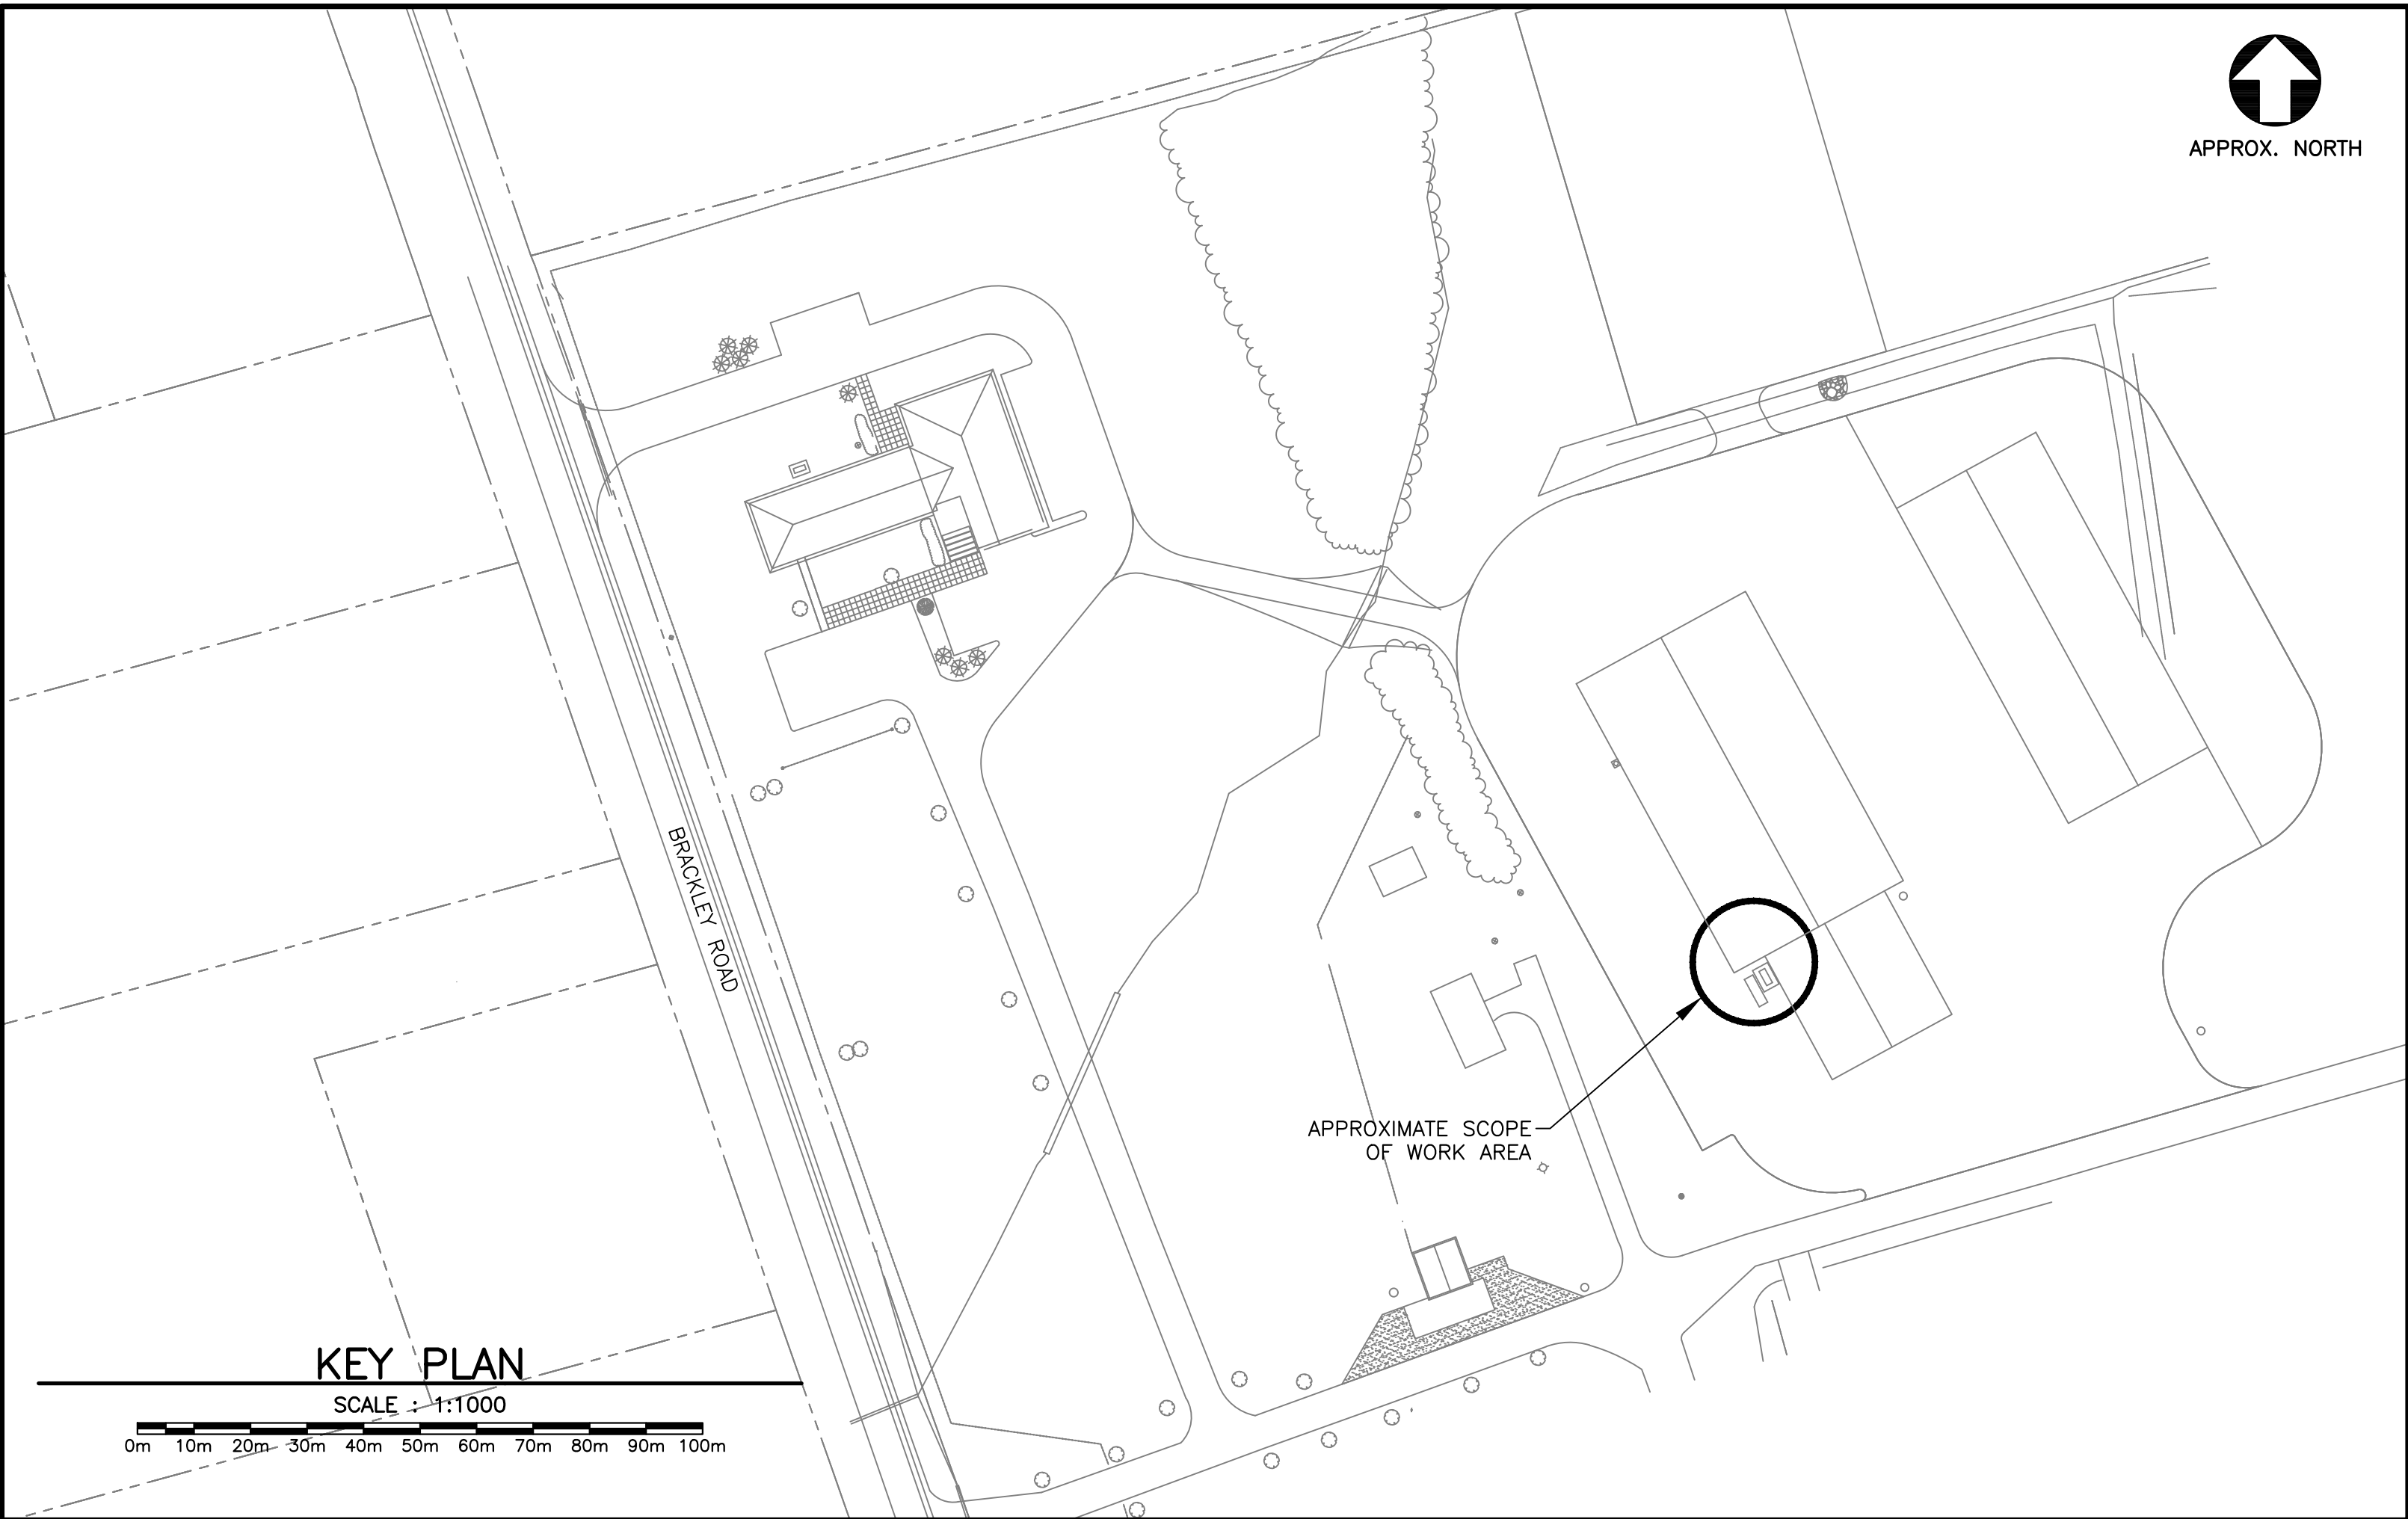 APPROX. NORTH
BRACKLEY ROAD
APPROXIMATE SCOPE
OF WORK AREA
KEY PLAN
SCALE : 1:1000
0m 10m 20m 30m 40m 50m 60m 70m 80m 90m 100m